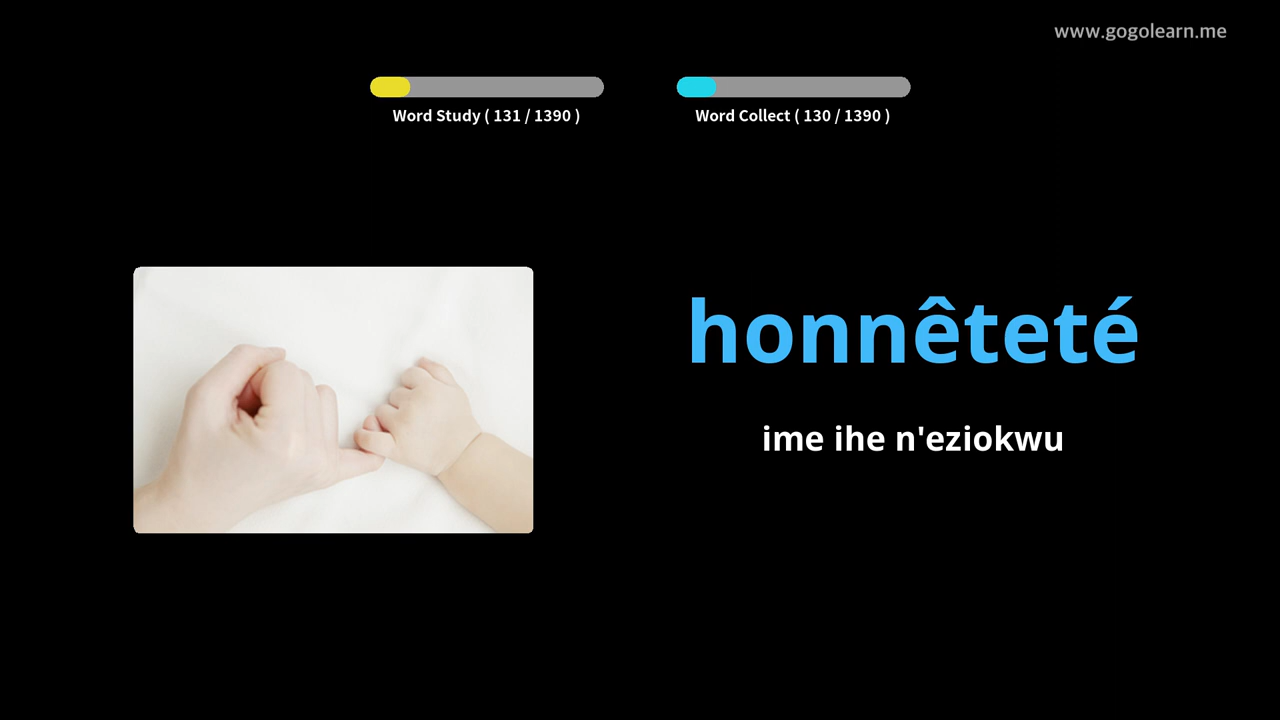 www.gogolearn.me
Word Study ( 131 / 1390 )
Word Collect ( 130 / 1390 )
honnêteté
ime ihe n'eziokwu